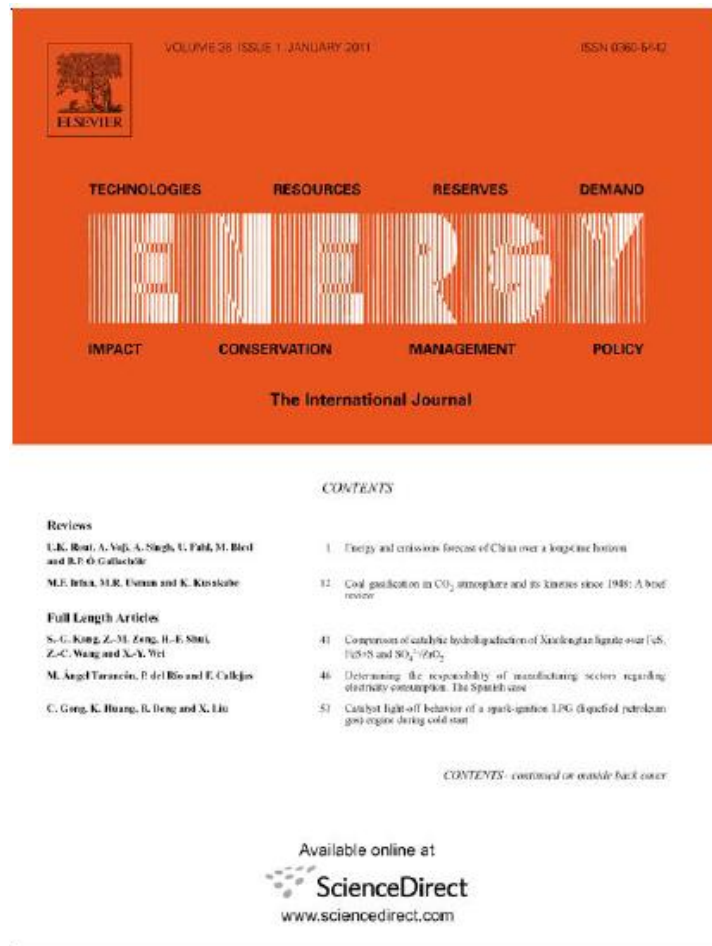 VOLUME 36 ISSUE 1 JANUARY 2011 ISSN 0360-5442
ELSEVIER
TECHNOLOGIES RESOURCES RESERVES DEMAND
ENERGY
IMPACT CONSERVATION MANAGEMENT POLICY
The International Journal
CONTENTS
Reviews
U.K. Rout, A. Voß, A. Singh, U. Fahl, M. Blesl and B.P. Ó Gallachóir
1 Energy and emissions forecast of China over a long-time horizon
M.F. Irfan, M.R. Usman and K. Kusakabe
12 Coal gasification in CO2 atmosphere and its kinetics since 1948: A brief
review
Full Length Articles
S.-G. Kang, Z.-M. Zong, H.-F. Shui,
Z.-C. Wang and X.-Y. Wei
41 Comparison of catalytic hydroliquefaction of Xiaolongtan lignite over FeS,
FeS+S and SO4^2-/ZrO2
M. Ángel Tarancón, P. del Río and F. Callejas
46 Determining the responsibility of manufacturing sectors regarding
electricity consumption. The Spanish case
C. Gong, K. Huang, B. Deng and X. Liu
53 Catalyst light-off behavior of a spark-ignition LPG (liquefied petroleum
gas) engine during cold start
CONTENTS - continued on outside back cover
Available online at
ScienceDirect
www.sciencedirect.com